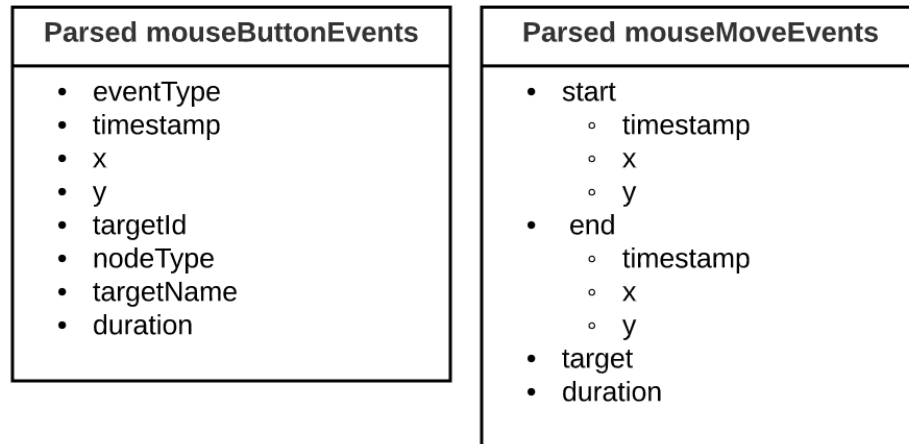 Parsed mouseButtonEvents
• eventType
• timestamp
• x
• y
• targetId
• nodeType
• targetName
• duration
Parsed mouseMoveEvents
• start
◦ timestamp
◦ x
◦ y
• end
◦ timestamp
◦ x
◦ y
• target
• duration